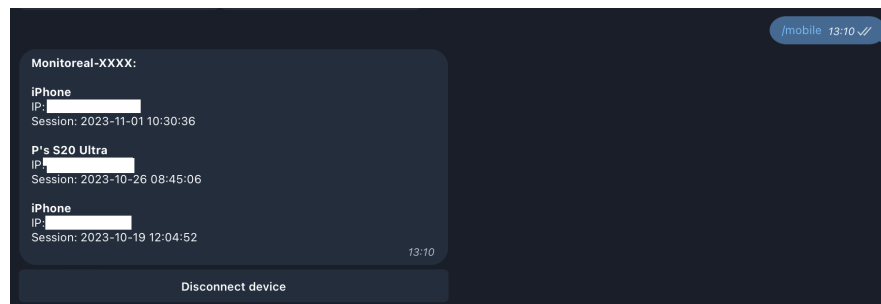 /mobile 13:10
Monitoreal-XXXX:
iPhone
IP:
Session: 2023-11-01 10:30:36
P's S20 Ultra
IP:
Session: 2023-10-26 08:45:06
iPhone
IP:
Session: 2023-10-19 12:04:52
13:10
Disconnect device